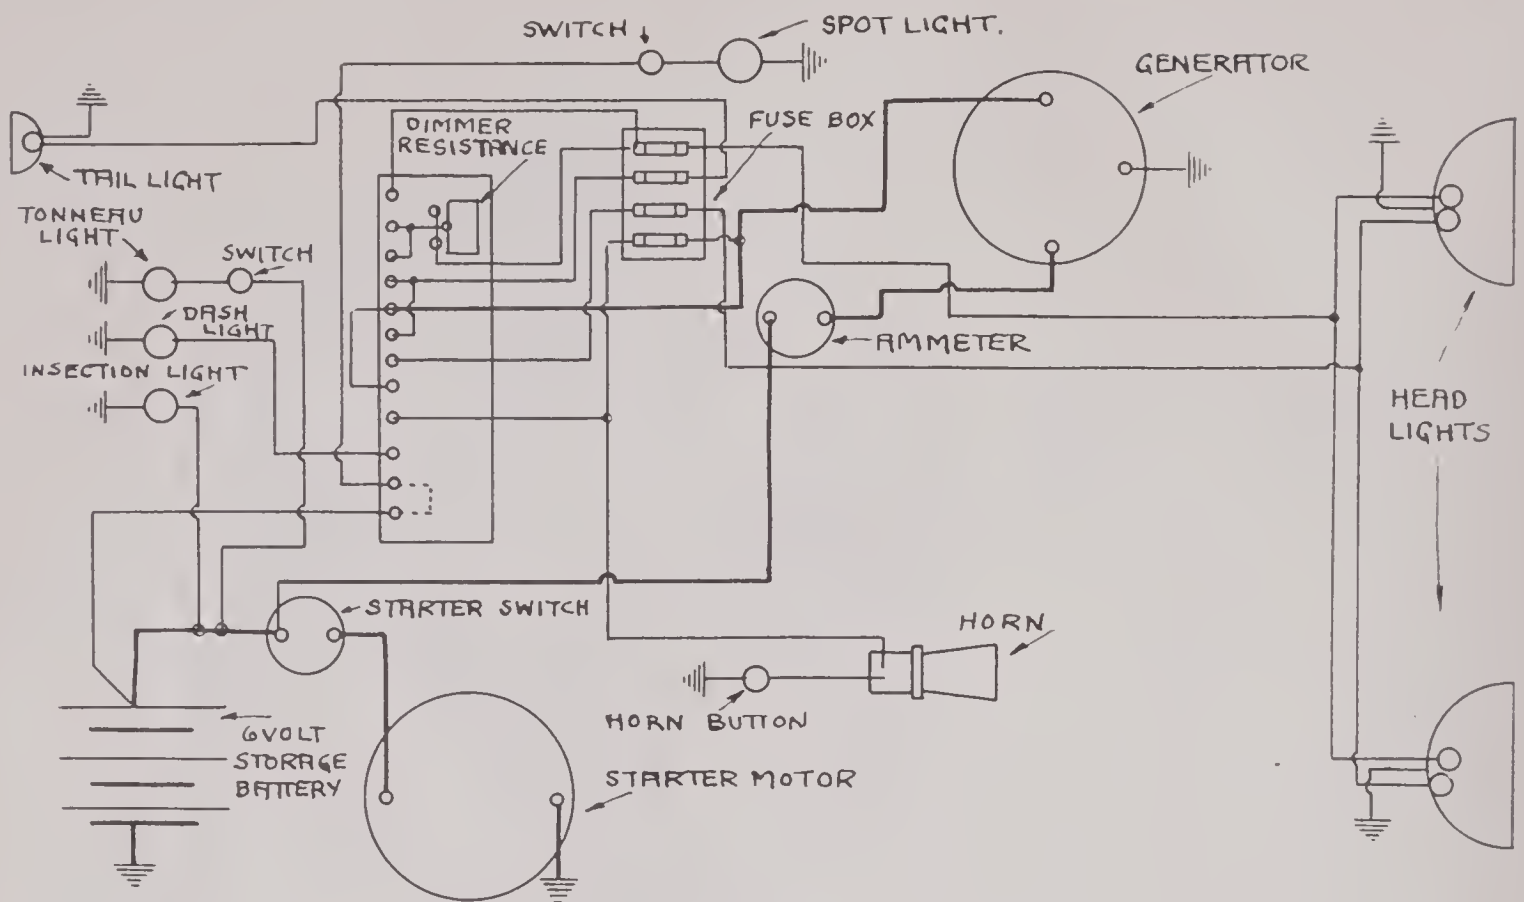 SWITCH
SPOT LIGHT.
GENERATOR
DIMMER
RESISTANCE
FUSE BOX
TAIL LIGHT
TONNEAU
LIGHT
SWITCH
DASH
LIGHT
INSECTION LIGHT
AMMETER
HEAD
LIGHTS
STARTER SWITCH
HORN
HORN BUTTON
6VOLT
STORAGE
BATTERY
STARTER MOTOR